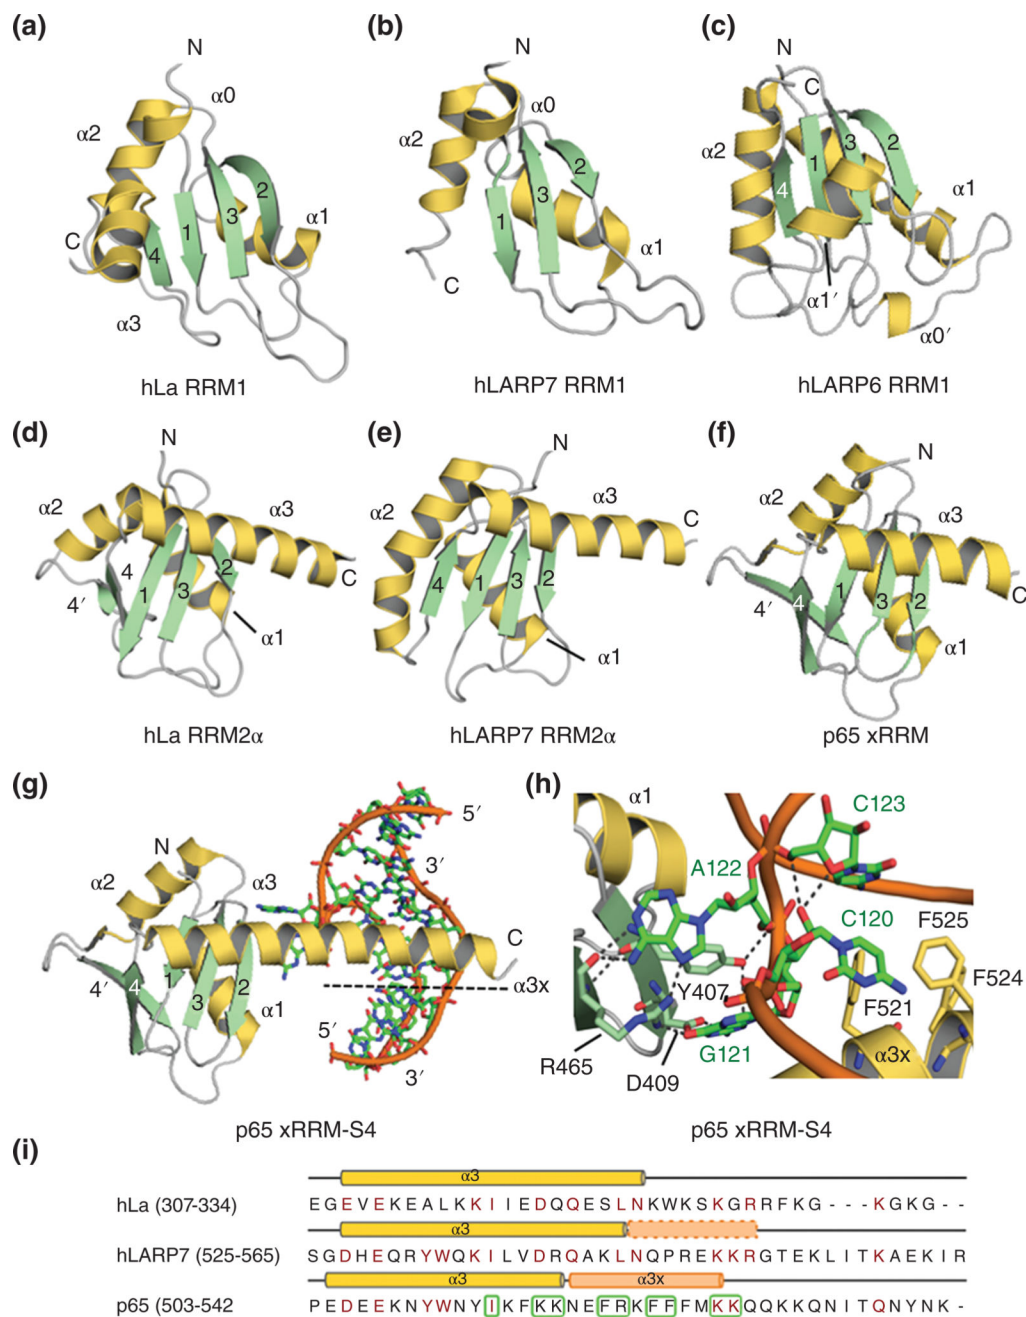 (a)
N
α0
α2
2
3
1
4
α1
C
α3
hLa RRM1
(b)
N
α0
α2
2
3
1
α1
C
hLARP7 RRM1
(c)
N
C
α2
3
2
1
4
α1
α1′
α0′
hLARP6 RRM1
(d)
N
α2
α3
4
2
C
4′
1
3
α1
hLa RRM2α
(e)
N
α2
α3
C
4
1
3
2
α1
hLARP7 RRM2α
(f)
N
α2
α3
4′
4
1
3
2
C
α1
p65 xRRM
(g)
5′
N
3′
α2
α3
C
4′
4
1
3
2
α3x
α1
5′
3′
p65 xRRM-S4
(h)
α1
C123
A122
C120
F525
F524
Y407
F521
G121
α3x
R465
D409
p65 xRRM-S4
(i)
α3
hLa (307-334) EGEVEKEALKKIIEDQQESLNKWKSKGRRFKG---KGKG--
α3
hLARP7 (525-565) SGDHEQRYWQKILVDRQAKLNQPREKKRGTEKLITKAEKIR
α3 α3x
p65 (503-542 PEDEEKNYWNYIKFKKNEFRKFFFMKKQQKKQNITQNYNK-